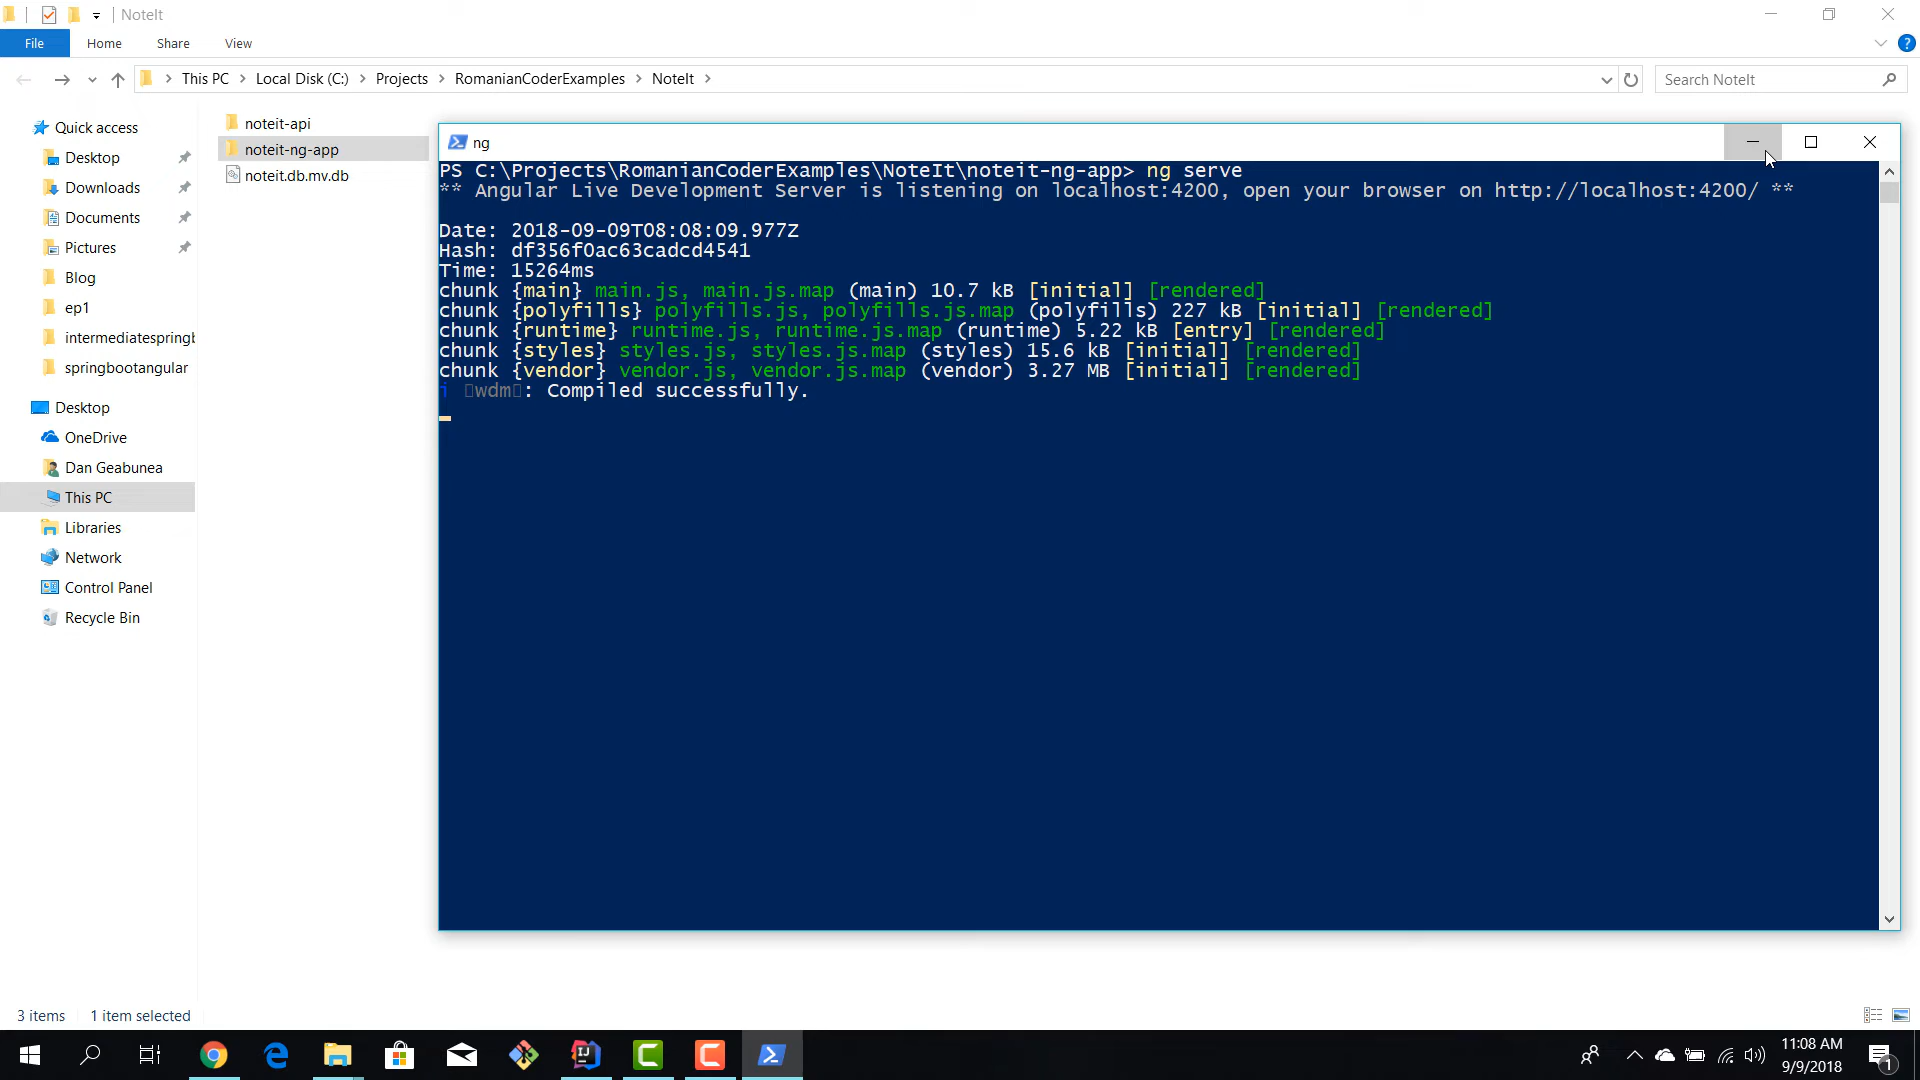 NoteIt
File Home Share View
This PC Local Disk (C:) Projects RomanianCoderExamples NoteIt
Search NoteIt
Quick access
Desktop
Downloads
Documents
Pictures
Blog
ep1
intermediatespringb
springbootangular
Desktop
OneDrive
Dan Geabunea
This PC
Libraries
Network
Control Panel
Recycle Bin
noteit-api
noteit-ng-app
noteit.db.mv.db
ng
PS C:\Projects\RomanianCoderExamples\NoteIt\noteit-ng-app> ng serve
** Angular Live Development Server is listening on localhost:4200, open your browser on http://localhost:4200/ **
Date: 2018-09-09T08:08:09.977Z
Hash: df356f0ac63cadcd4541
Time: 15264ms
chunk {main} main.js, main.js.map (main) 10.7 kB [initial] [rendered]
chunk {polyfills} polyfills.js, polyfills.js.map (polyfills) 227 kB [initial] [rendered]
chunk {runtime} runtime.js, runtime.js.map (runtime) 5.22 kB [entry] [rendered]
chunk {styles} styles.js, styles.js.map (styles) 15.6 kB [initial] [rendered]
chunk {vendor} vendor.js, vendor.js.map (vendor) 3.27 MB [initial] [rendered]
i ▯wdm▯: Compiled successfully.
3 items 1 item selected
11:08 AM
9/9/2018
1